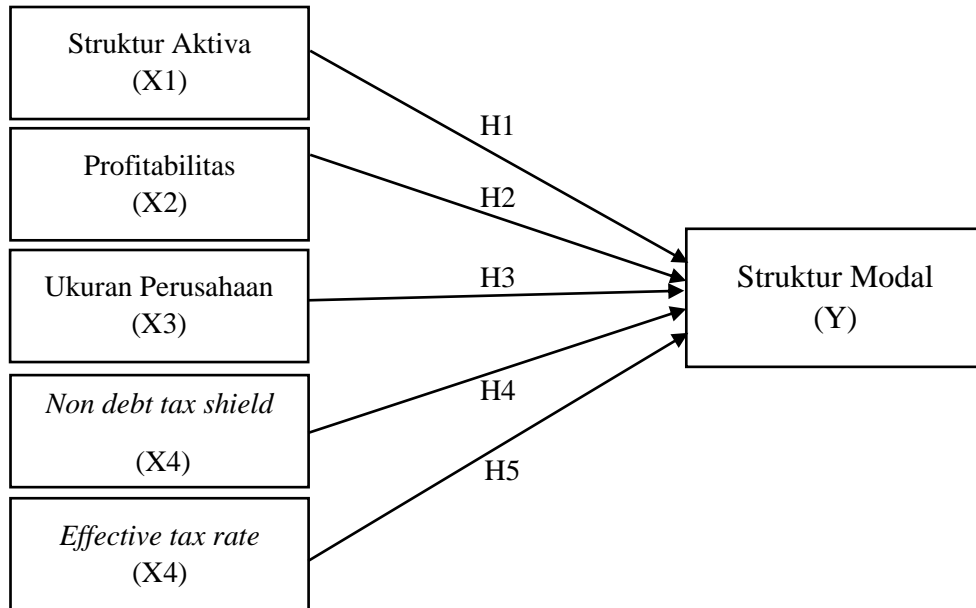 Struktur Aktiva
(X1)
H1
Profitabilitas
(X2)
H2
Ukuran Perusahaan
(X3)
H3
Struktur Modal
(Y)
Non debt tax shield
(X4)
H4
Effective tax rate
(X4)
H5